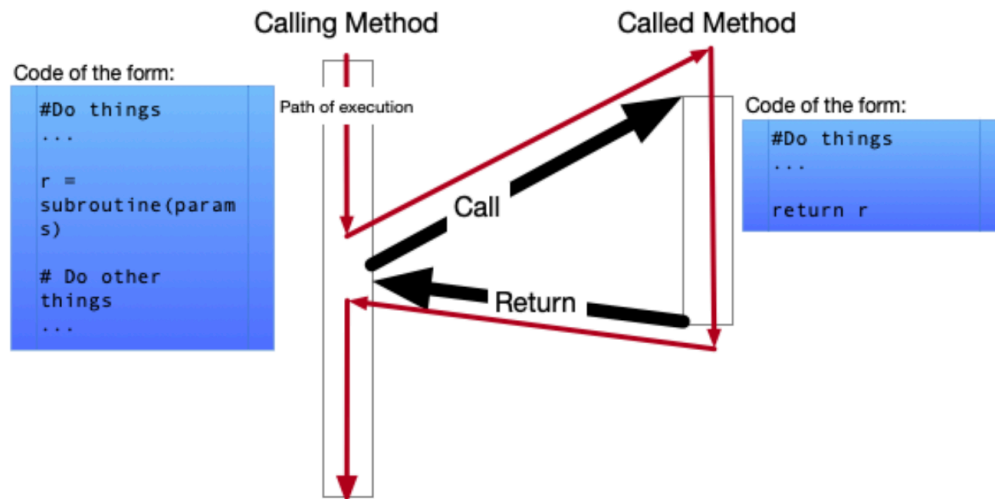 Calling Method
Called Method
Code of the form:
#Do things
...
r =
subroutine(param
s)
# Do other
things
...
Path of execution
Call
Return
Code of the form:
#Do things
...
return r